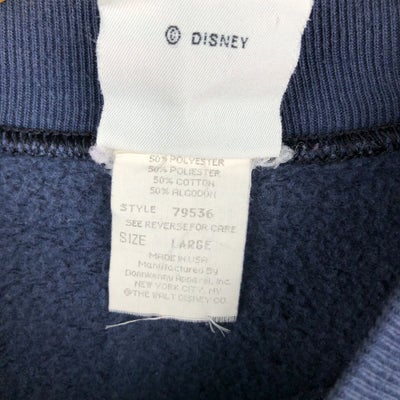 © DISNEY
50% POLYESTER
50% POLIESTER
50% COTTON
50% ALGODON
STYLE 79536
SEE REVERSE FOR CARE
SIZE LARGE
MADE IN USA
Manufactured By
Donnkenny Apparel, Inc.
NEW YORK CITY, NY
© THE WALT DISNEY CO.